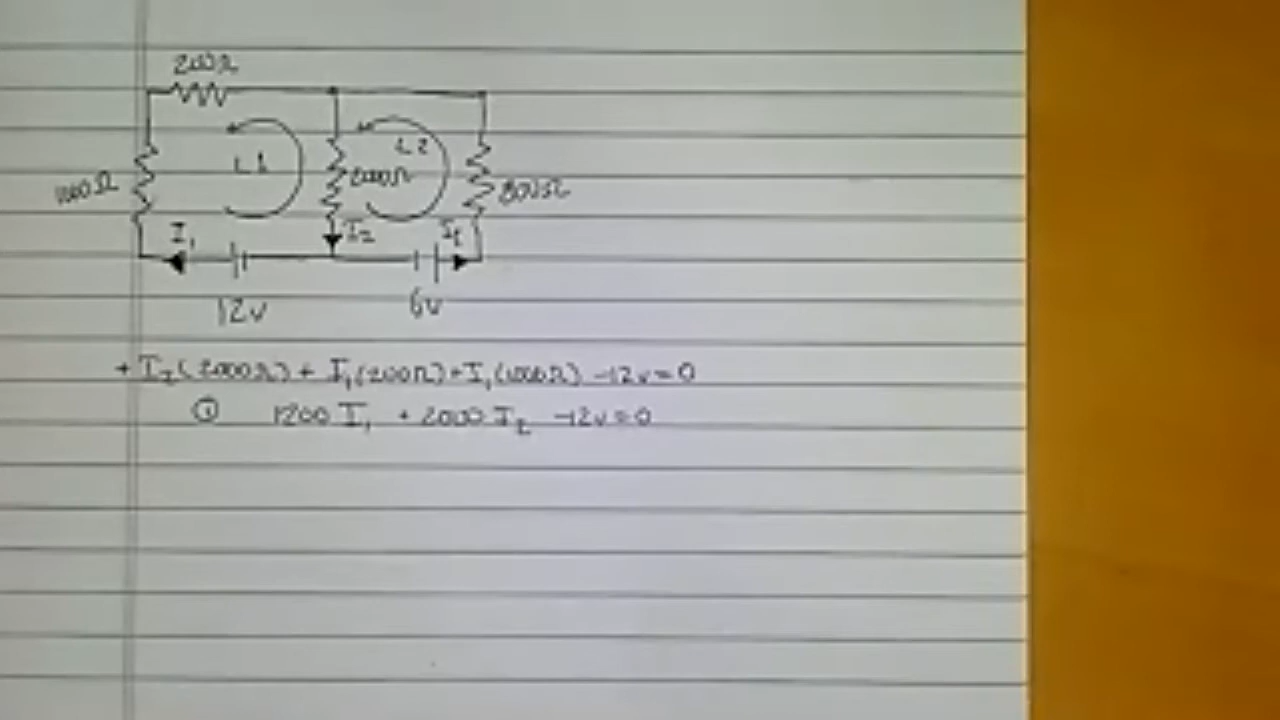 200Ω
L1
L2
1000Ω
2000Ω
800Ω
I₁
I₂
12v
6v
+ I₂(2000Ω) + I₁(200Ω) + I₁(1000Ω) -12v = 0
① 1200 I₁ + 2000 I₂ -12v = 0